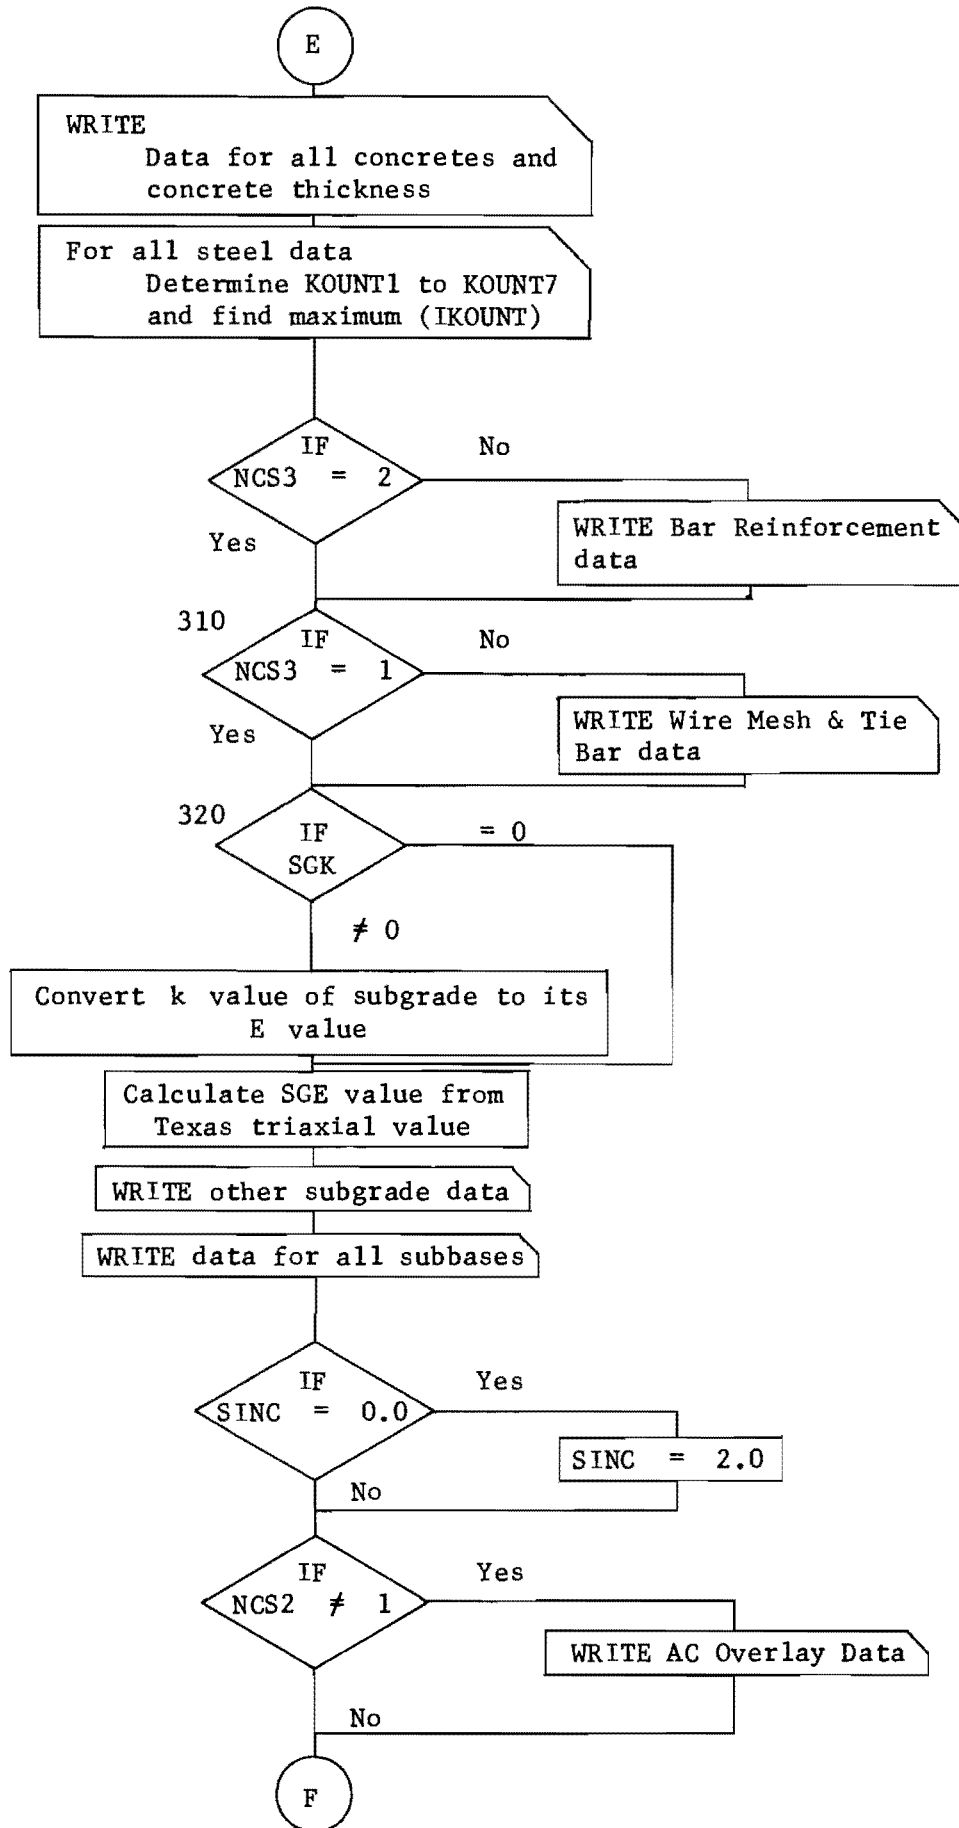 E
WRITE
Data for all concretes and
concrete thickness
For all steel data
Determine KOUNT1 to KOUNT7
and find maximum (IKOUNT)
IF
NCS3 = 2
No
Yes
WRITE Bar Reinforcement
data
310
IF
NCS3 = 1
No
Yes
WRITE Wire Mesh & Tie
Bar data
320
IF
SGK
= 0
≠ 0
Convert k value of subgrade to its
E value
Calculate SGE value from
Texas triaxial value
WRITE other subgrade data
WRITE data for all subbases
IF
SINC = 0.0
Yes
SINC = 2.0
No
IF
NCS2 ≠ 1
Yes
WRITE AC Overlay Data
No
F